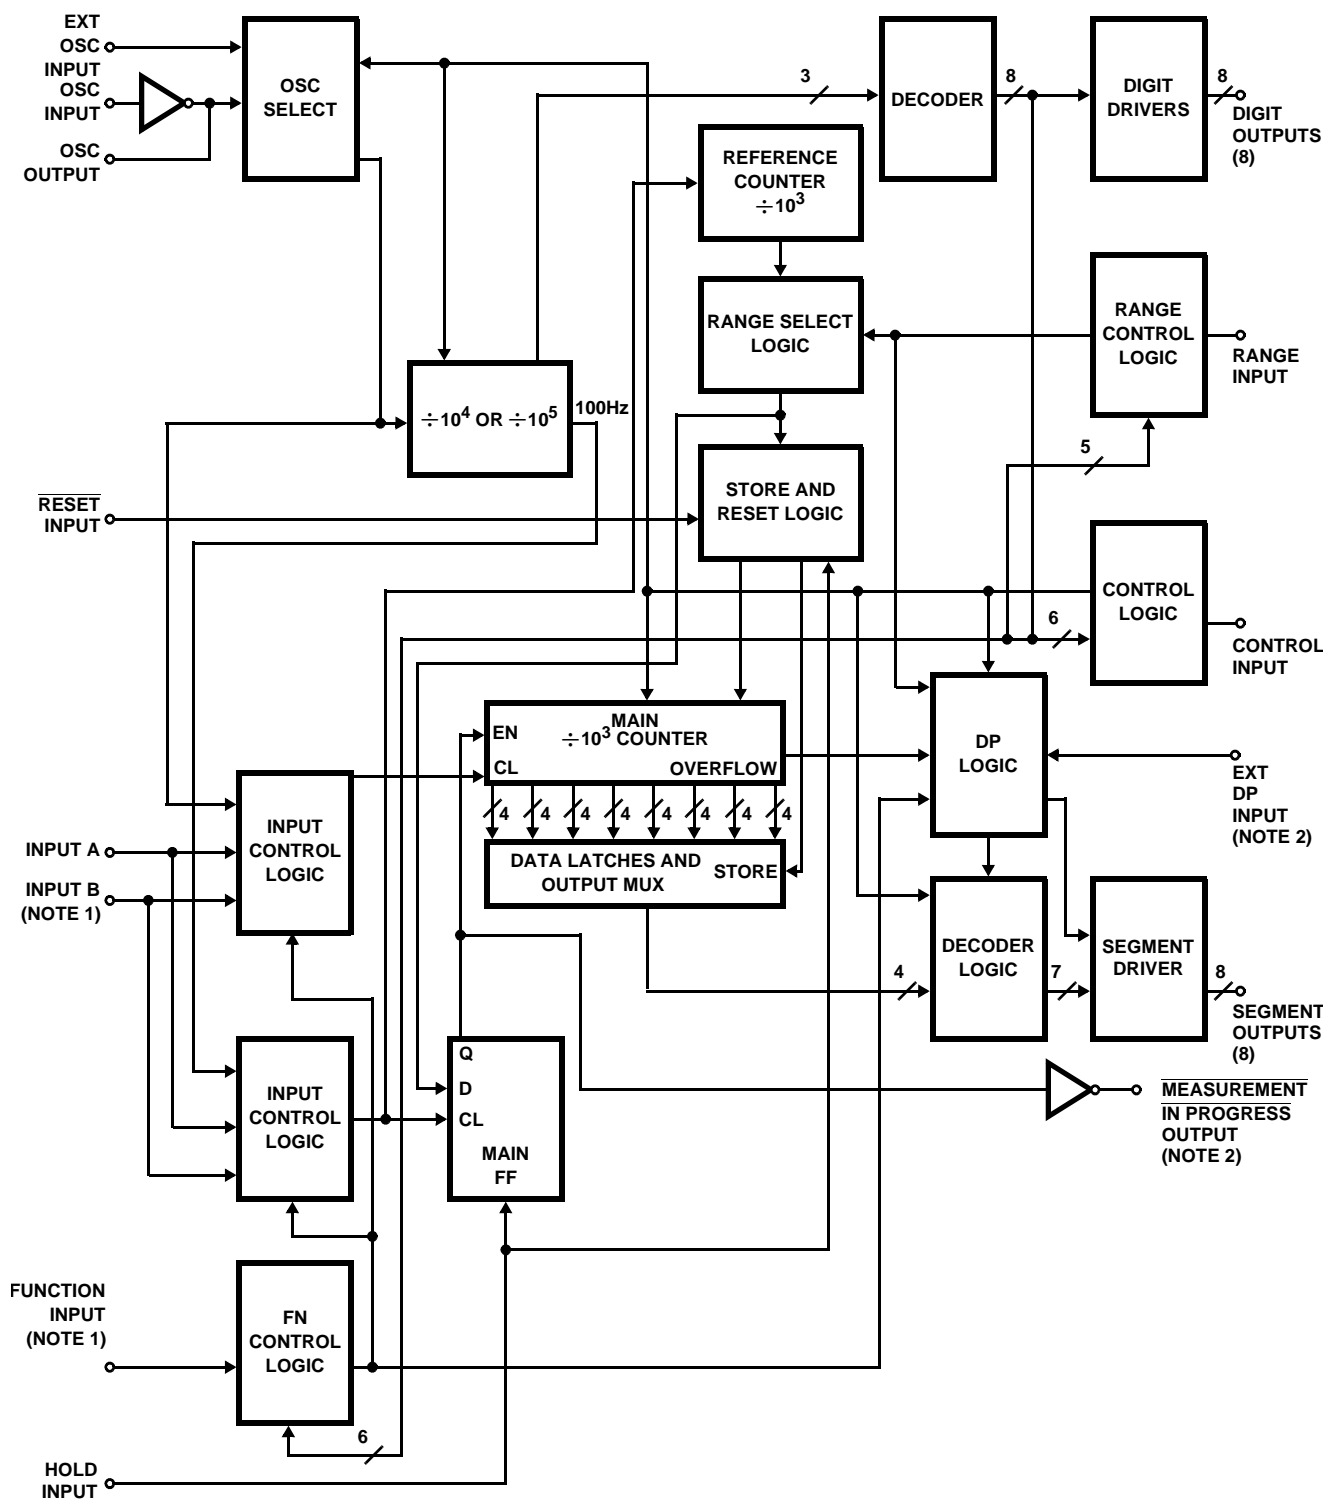 EXT
OSC
INPUT
OSC
INPUT
OSC
OUTPUT
OSC
SELECT
3
DECODER
8
DIGIT
DRIVERS
8
DIGIT
OUTPUTS
(8)
REFERENCE
COUNTER
÷10³
RANGE SELECT
LOGIC
RANGE
CONTROL
LOGIC
RANGE
INPUT
÷10⁴ OR ÷10⁵
100Hz
5
RESET
INPUT
STORE AND
RESET LOGIC
CONTROL
LOGIC
6
CONTROL
INPUT
MAIN
÷10³ COUNTER
EN
CL
OVERFLOW
DP
LOGIC
EXT
DP
INPUT
(NOTE 2)
4 4 4 4 4 4 4 4
INPUT
CONTROL
LOGIC
INPUT A
INPUT B
(NOTE 1)
DATA LATCHES AND
OUTPUT MUX
STORE
4
DECODER
LOGIC
7
SEGMENT
DRIVER
8
SEGMENT
OUTPUTS
(8)
INPUT
CONTROL
LOGIC
Q
D
CL
MAIN
FF
MEASUREMENT
IN PROGRESS
OUTPUT
(NOTE 2)
FUNCTION
INPUT
(NOTE 1)
FN
CONTROL
LOGIC
6
HOLD
INPUT